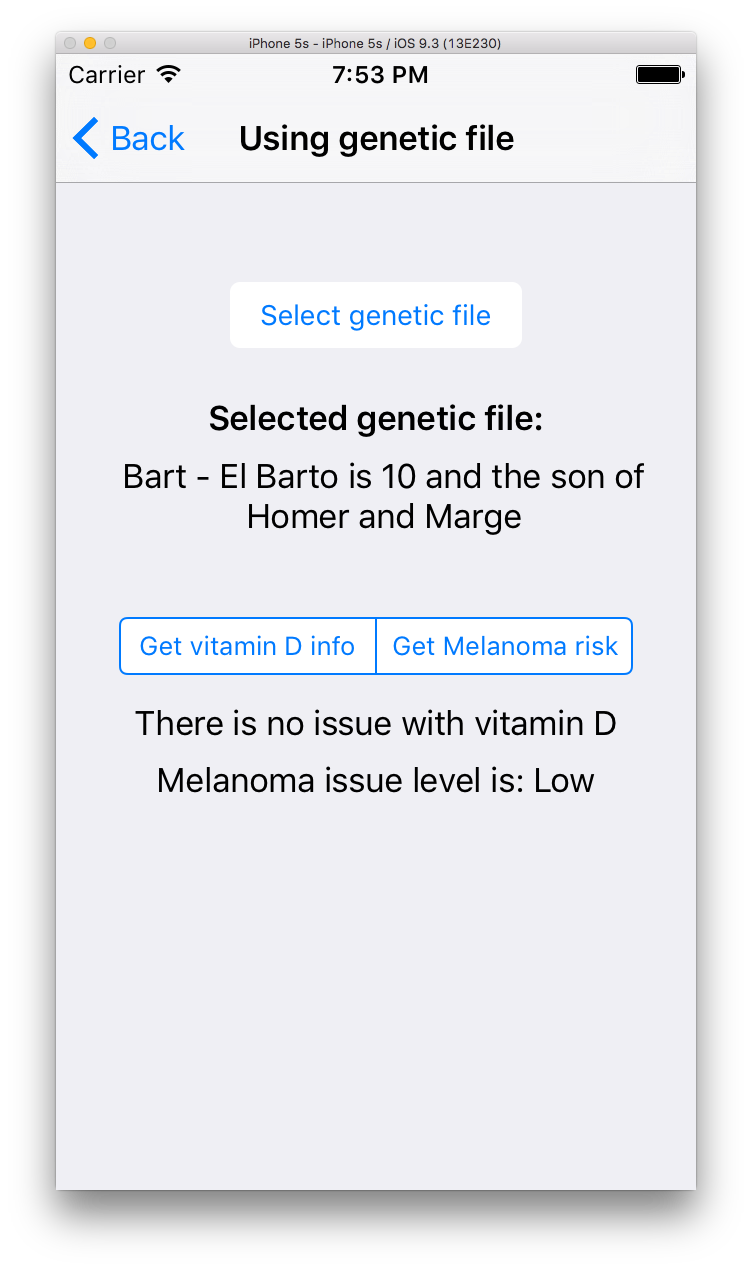 iPhone 5s - iPhone 5s / iOS 9.3 (13E230)
Carrier 7:53 PM
Back Using genetic file
Select genetic file
Selected genetic file:
Bart - El Barto is 10 and the son of
Homer and Marge
Get vitamin D info Get Melanoma risk
There is no issue with vitamin D
Melanoma issue level is: Low